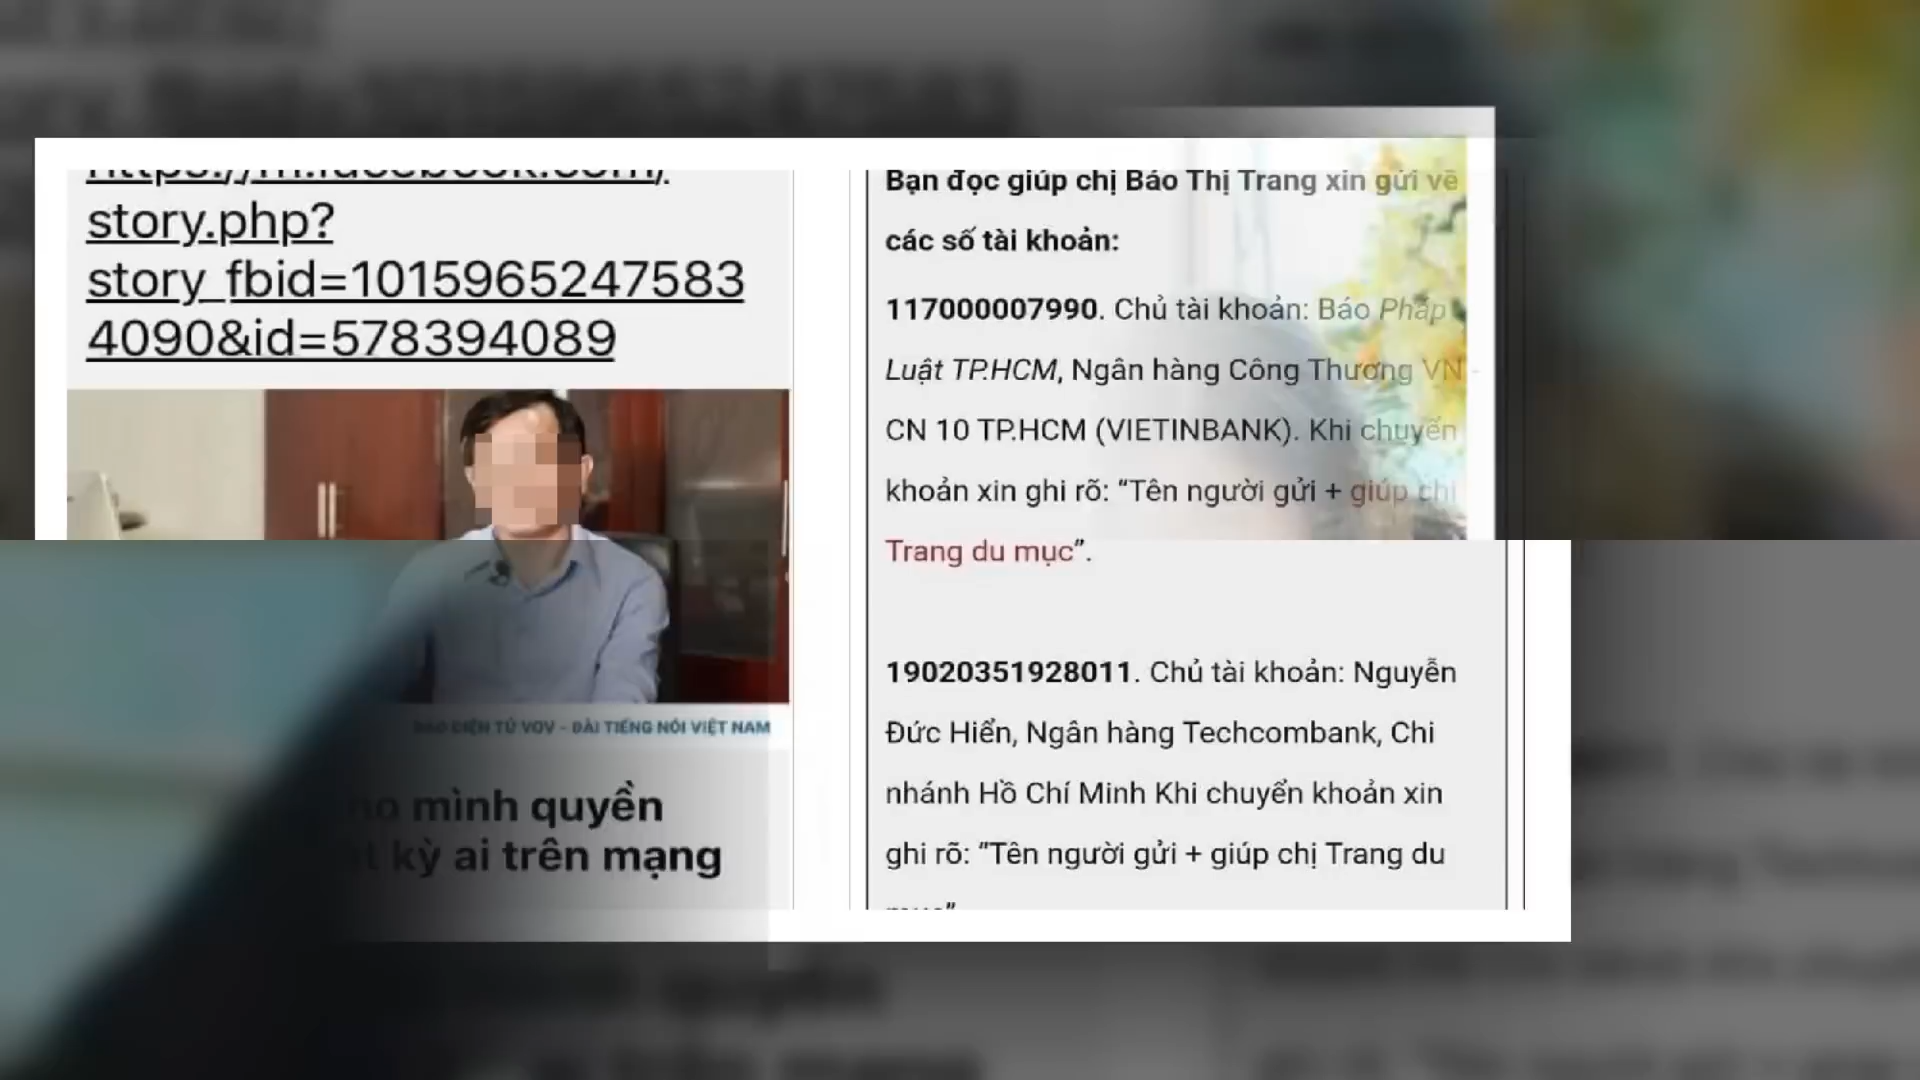 story.php?
story_fbid=1015965247583
4090&id=578394089
ĐIỆN TỬ VOV - ĐÀI TIẾNG NÓI VIỆT NAM
mình quyền
kỳ ai trên mạng
Bạn đọc giúp chị Báo Thị Trang xin gửi về
các số tài khoản:
117000007990. Chủ tài khoản: Báo Pháp
Luật TP.HCM, Ngân hàng Công Thương VN -
CN 10 TP.HCM (VIETINBANK). Khi chuyển
khoản xin ghi rõ: “Tên người gửi + giúp chị
Trang du mục”.
19020351928011. Chủ tài khoản: Nguyễn
Đức Hiển, Ngân hàng Techcombank, Chi
nhánh Hồ Chí Minh Khi chuyển khoản xin
ghi rõ: “Tên người gửi + giúp chị Trang du